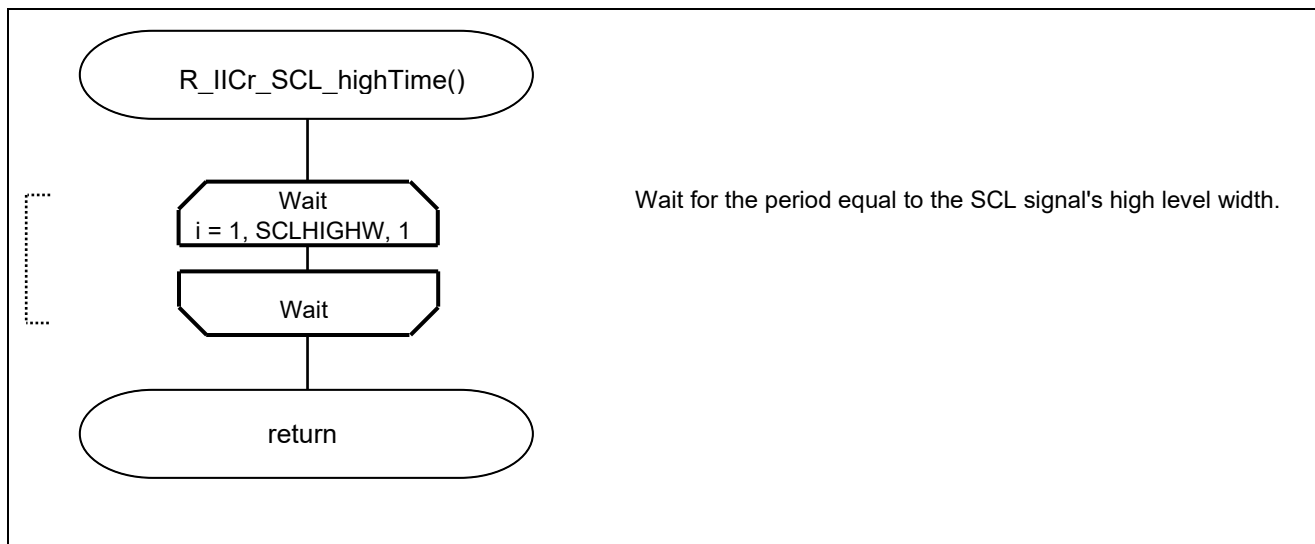 R_IICr_SCL_highTime()
Wait
i = 1, SCLHIGHW, 1
Wait for the period equal to the SCL signal's high level width.
Wait
return